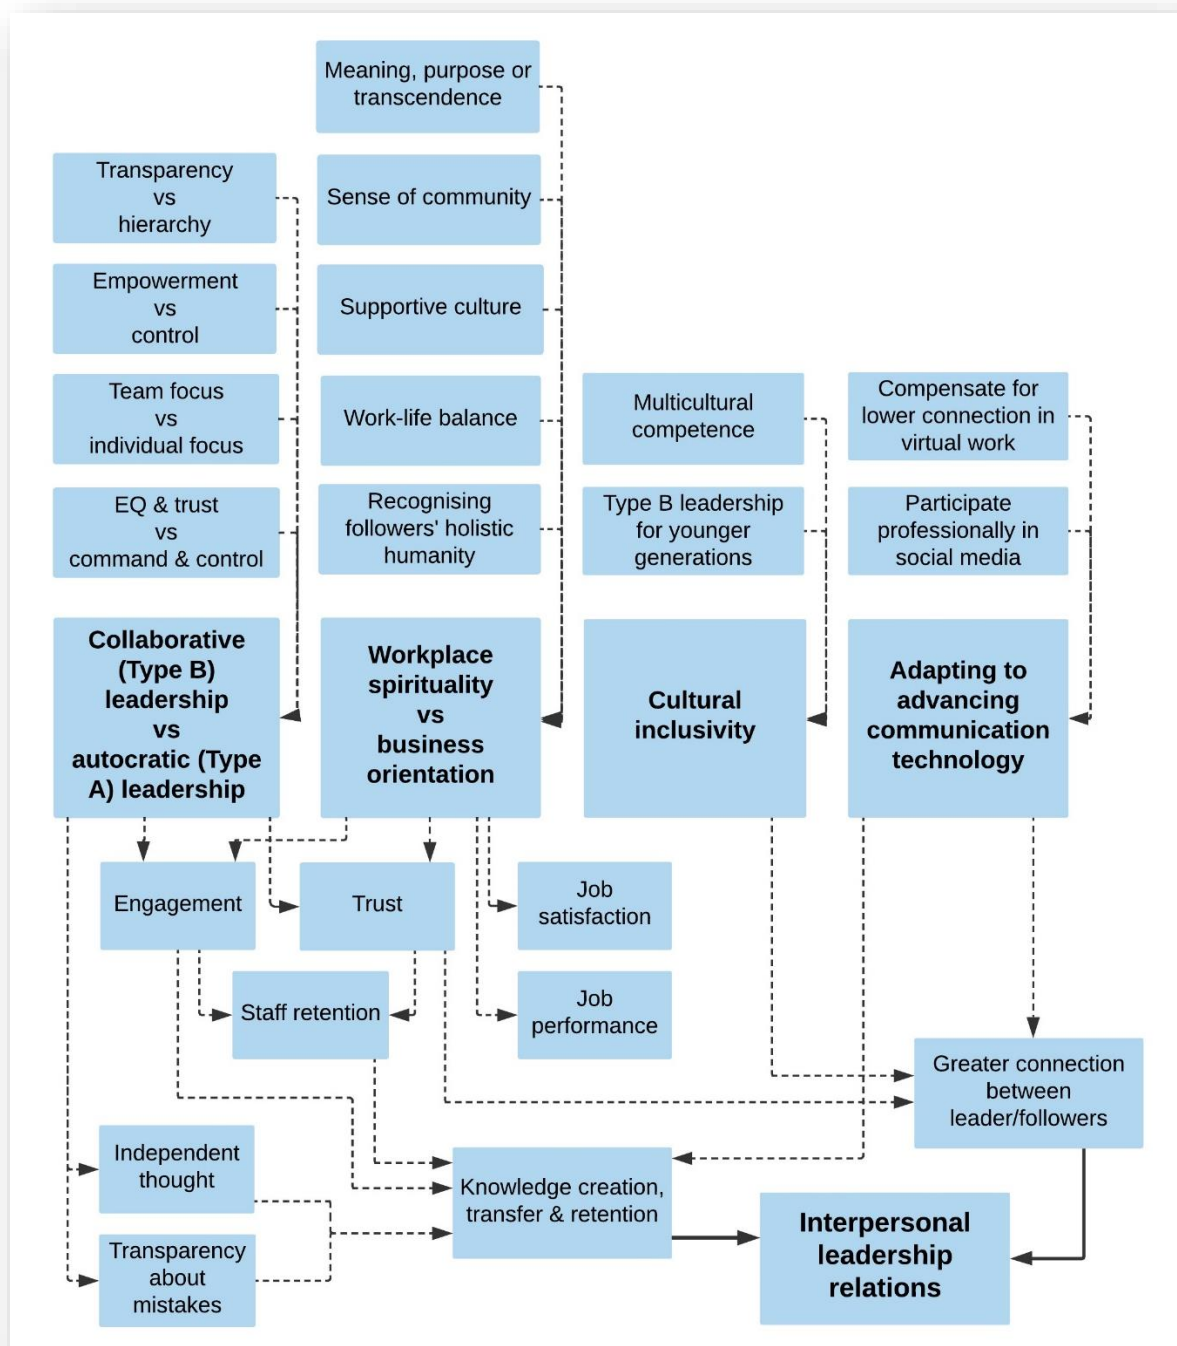 Meaning, purpose or
transcendence
Transparency
vs
hierarchy
Sense of community
Empowerment
vs
control
Supportive culture
Team focus
vs
individual focus
Work-life balance
Multicultural
competence
Compensate for
lower connection in
virtual work
EQ & trust
vs
command & control
Recognising
followers' holistic
humanity
Type B leadership
for younger
generations
Participate
professionally in
social media
Collaborative
(Type B)
leadership
vs
autocratic (Type
A) leadership
Workplace
spirituality
vs
business
orientation
Cultural
inclusivity
Adapting to
advancing
communication
technology
Engagement
Trust
Job
satisfaction
Staff retention
Job
performance
Greater connection
between
leader/followers
Independent
thought
Knowledge creation,
transfer & retention
Transparency
about
mistakes
Interpersonal
leadership
relations